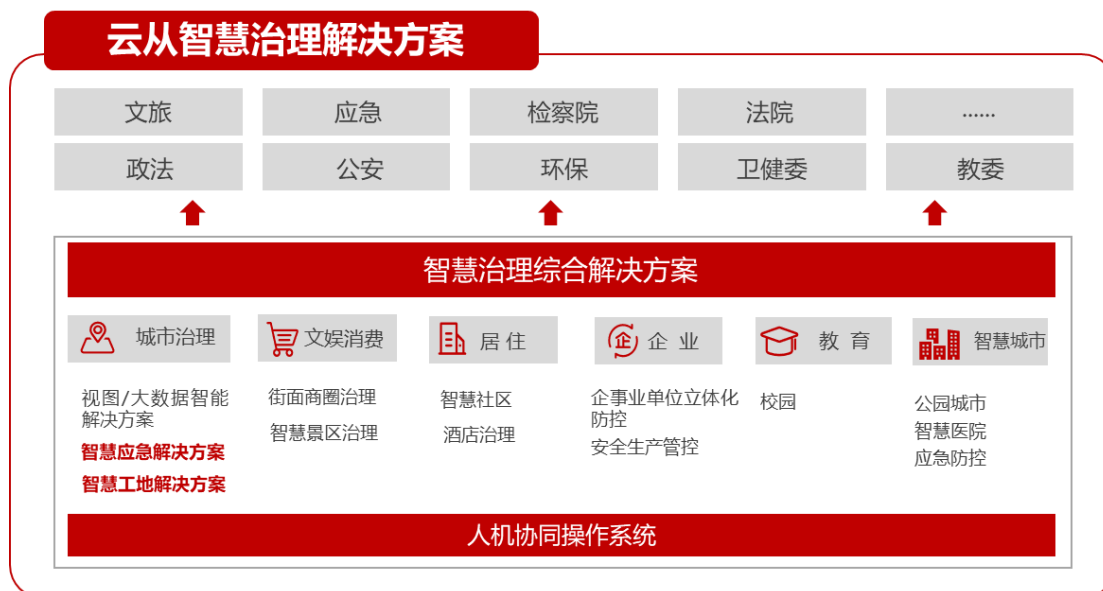 云从智慧治理解决方案
文旅
应急
检察院
法院
……
政法
公安
环保
卫健委
教委
智慧治理综合解决方案
城市治理
视图/大数据智能
解决方案
智慧应急解决方案
智慧工地解决方案
文娱消费
街面商圈治理
智慧景区治理
居 住
智慧社区
酒店治理
企
企 业
企事业单位立体化
防控
安全生产管控
教 育
校园
智慧城市
公园城市
智慧医院
应急防控
人机协同操作系统